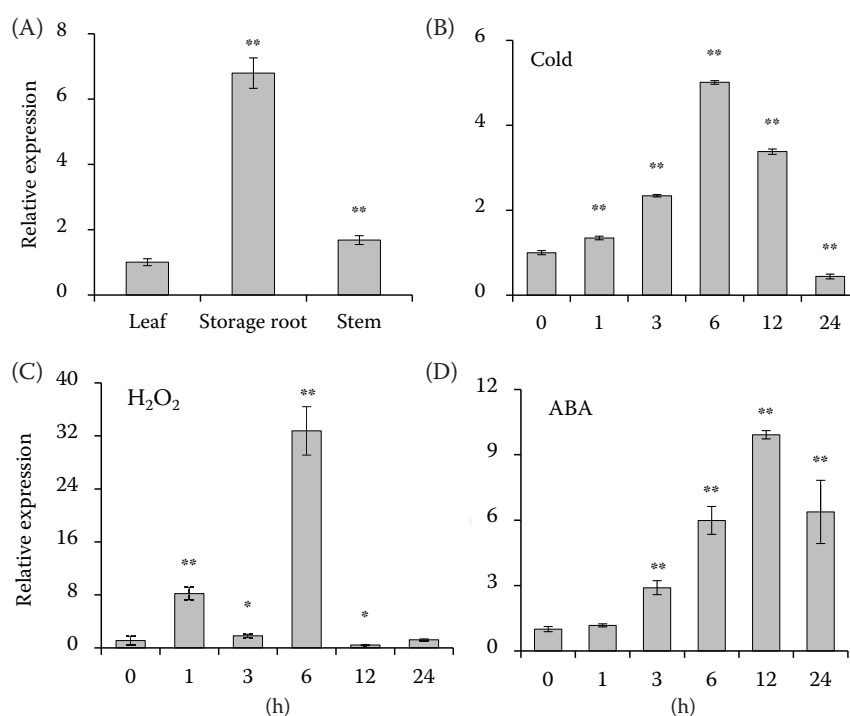 (A)
8
6
4
2
0
Relative expression
**
**
Leaf Storage root Stem
(B)
Cold
6
4
2
0
**
**
**
**
**
0 1 3 6 12 24
(C)
H₂O₂
40
32
24
16
8
0
Relative expression
**
*
**
*
0 1 3 6 12 24
(h)
(D)
ABA
12
9
6
3
0
**
**
**
**
0 1 3 6 12 24
(h)